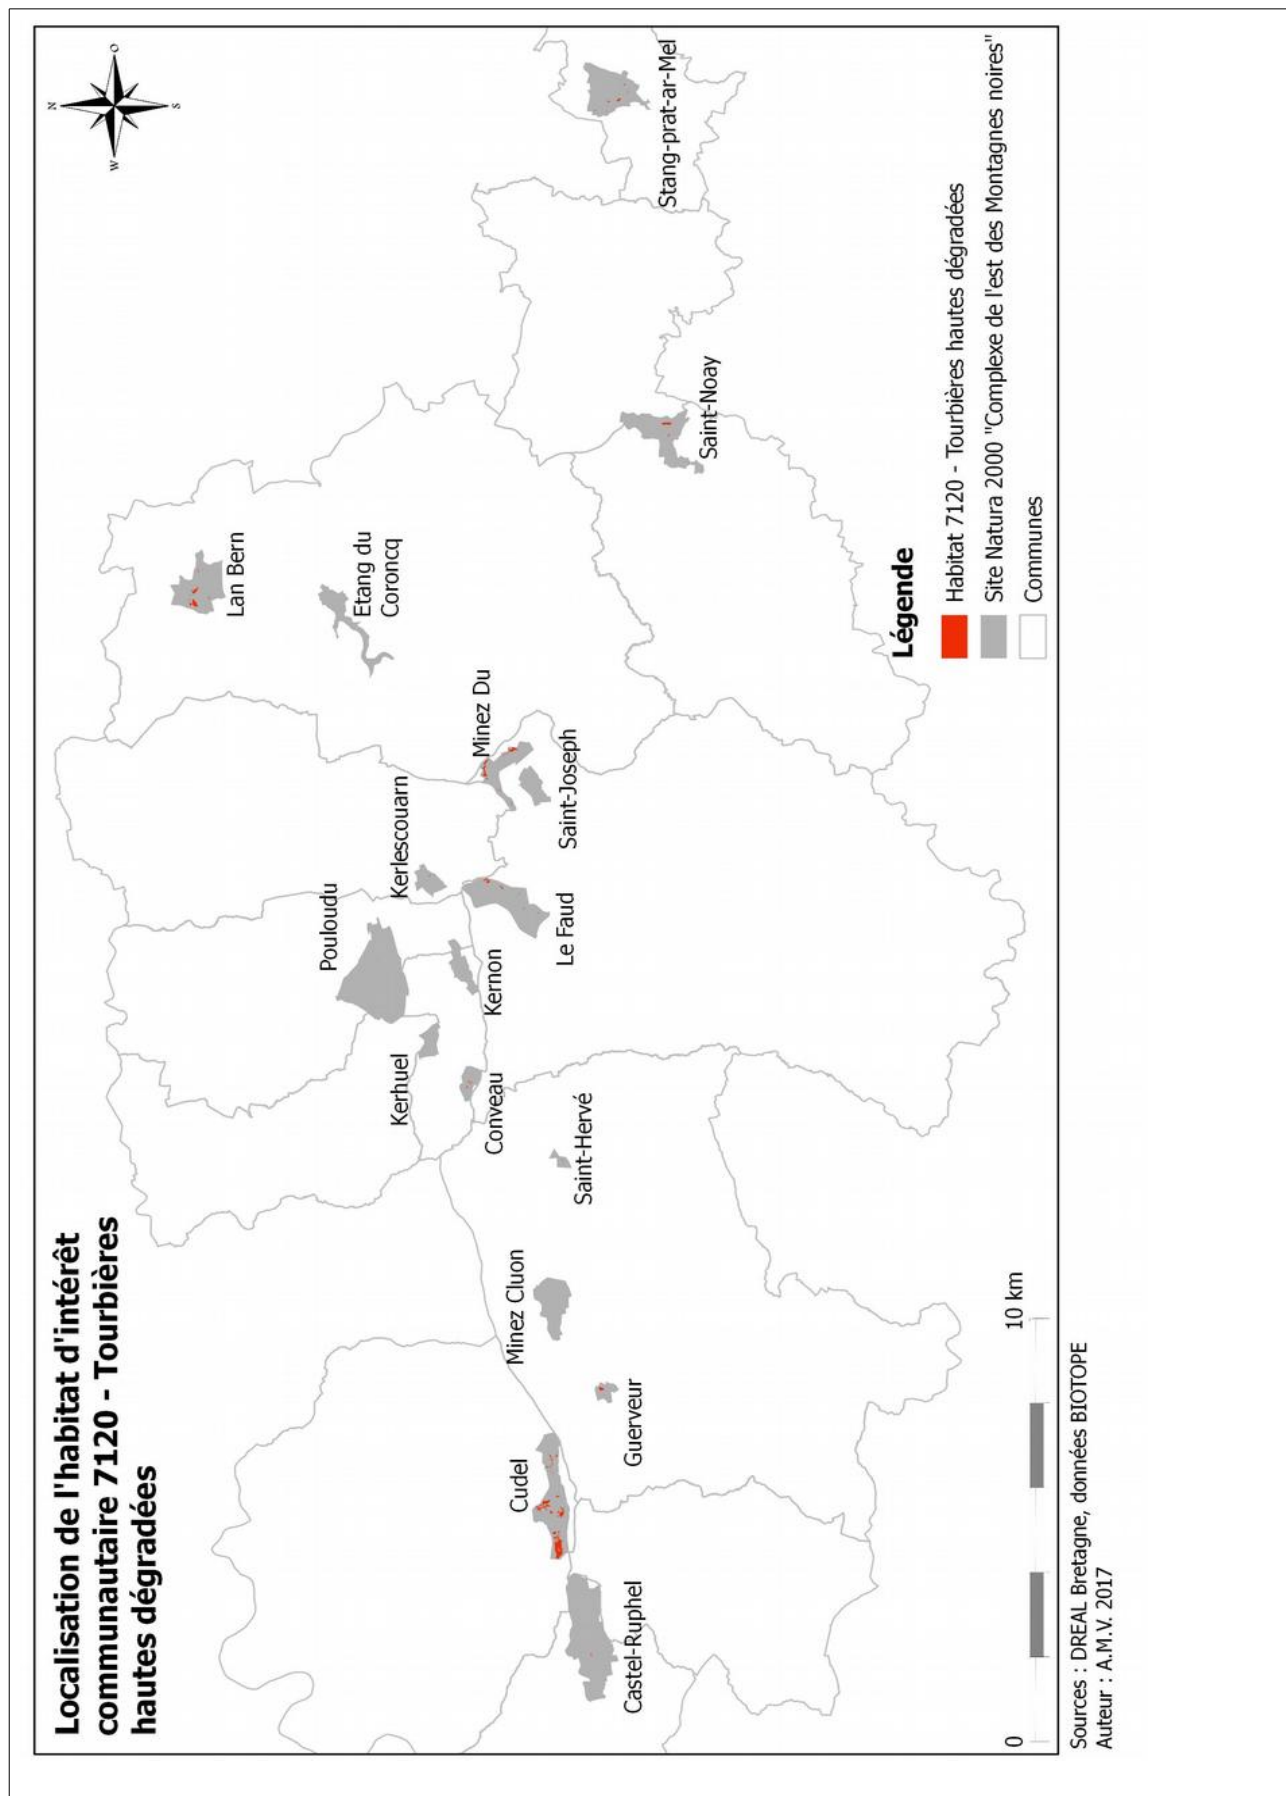 Localisation de l'habitat d'intérêt
communautaire 7120 - Tourbières
hautes dégradées
N
W
O
S
Lan Bern
Etang du
Coroncq
Pouloudu
Kerlescouarn
Minez Du
Kerhuel
Kernon
Conveau
Le Faud
Saint-Joseph
Saint-Hervé
Minez Cluon
Cudel
Guerveur
Castel-Ruphel
Saint-Noay
Stang-prat-ar-Mel
Légende
Habitat 7120 - Tourbières hautes dégradées
Site Natura 2000 "Complexe de l'est des Montagnes noires"
Communes
0
10 km
Sources : DREAL Bretagne, données BIOTOPE
Auteur : A.M.V. 2017